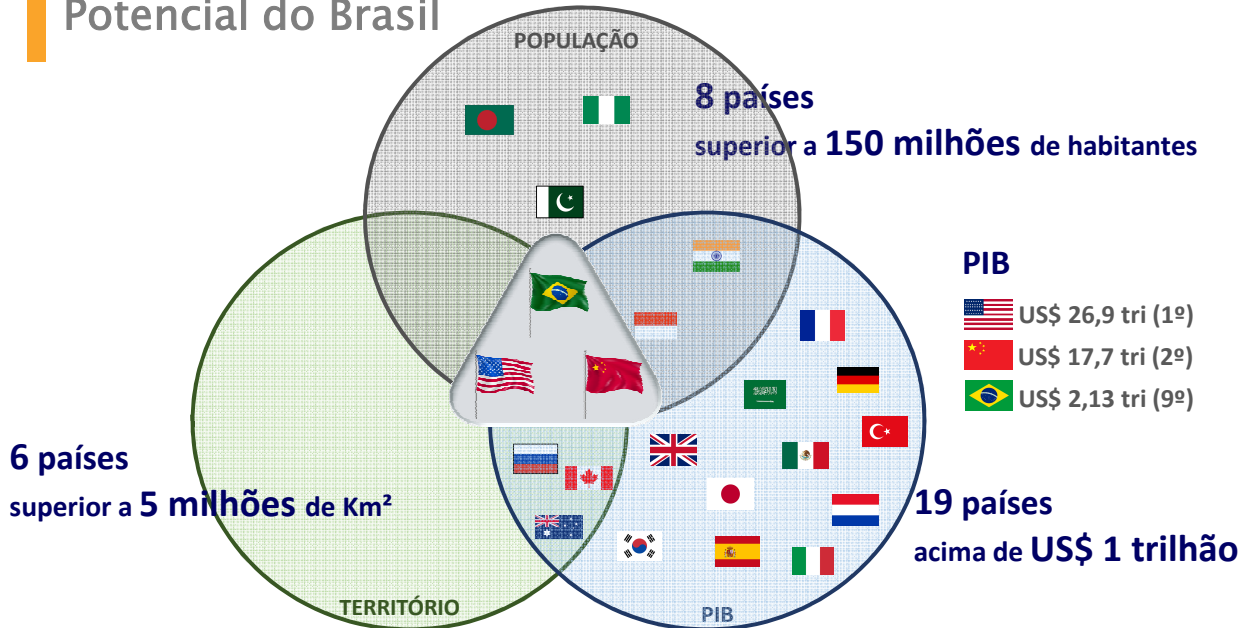 Potencial do Brasil
POPULAÇÃO
8 países
superior a 150 milhões de habitantes
PIB
US$ 26,9 tri (1º)
US$ 17,7 tri (2º)
US$ 2,13 tri (9º)
6 países
superior a 5 milhões de Km²
19 países
acima de US$ 1 trilhão
TERRITÓRIO
PIB